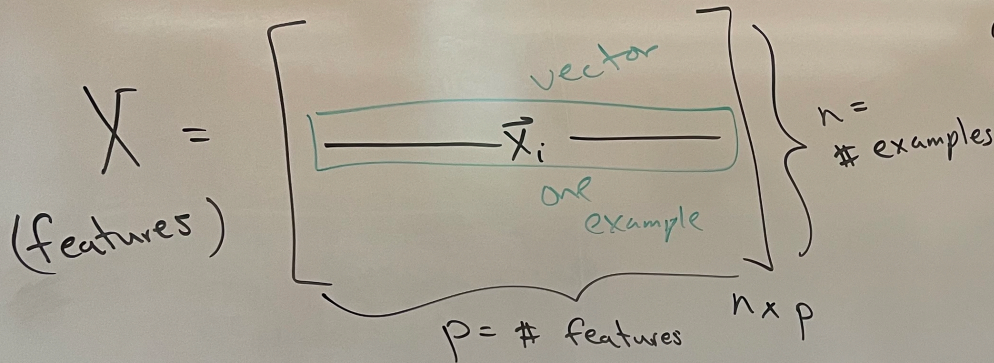 vector
X = [ — x⃗ᵢ — ] n =
# examples
(features)
one
example
n x p
p = # features